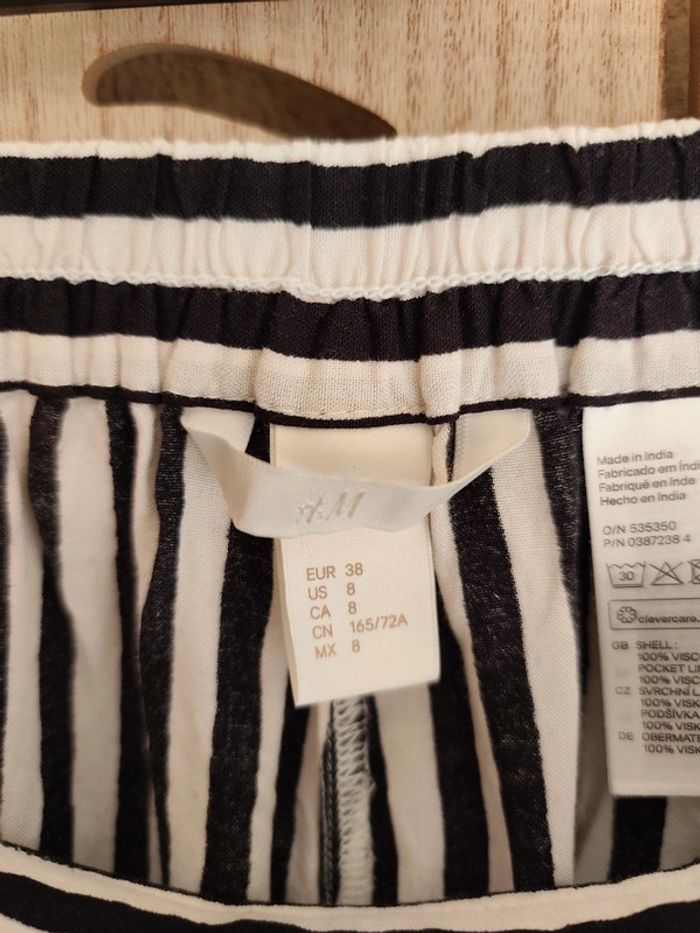 H&M
EUR 38
US 8
CA 8
CN 165/72A
MX 8
Made in India
Fabricado em Indi
Fabriqué en Inde
Hecho en India
O/N 535350
P/N 0387238 4
30
clevercare.
GB SHELL:
100% VISC
POCKET LI
100% VISC
CZ SVRCHNÍ L
100% VISK
PODŠÍVKA
100% VISK
DE OBERMATE
100% VISK